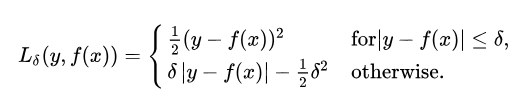 L_δ(y, f(x)) = { ½(y − f(x))² for|y − f(x)| ≤ δ,
δ|y − f(x)| − ½δ² otherwise.